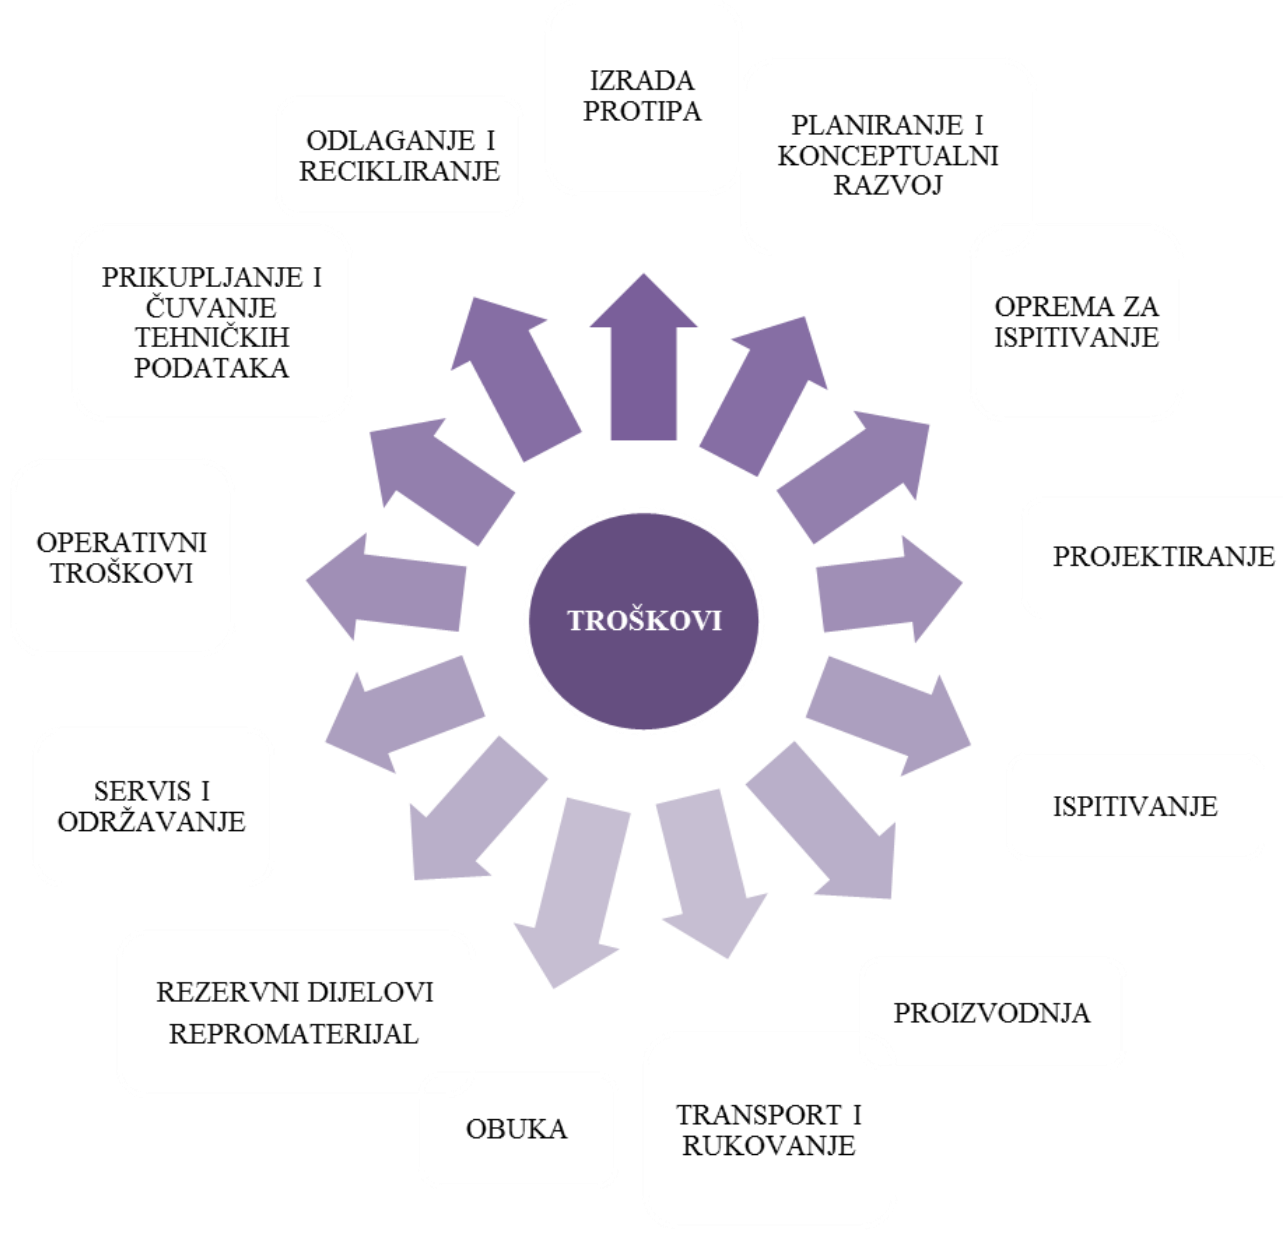 IZRADA
PROTIPA
PLANIRANJE I
KONCEPTUALNI
RAZVOJ
OPREMA ZA
ISPITIVANJE
PROJEKTIRANJE
ISPITIVANJE
PROIZVODNJA
TRANSPORT I
RUKOVANJE
OBUKA
REZERVNI DIJELOVI
REPROMATERIJAL
SERVIS I
ODRŽAVANJE
OPERATIVNI
TROŠKOVI
PRIKUPLJANJE I
ČUVANJE
TEHNIČKIH
PODATAKA
ODLAGANJE I
RECIKLIRANJE
TROŠKOVI